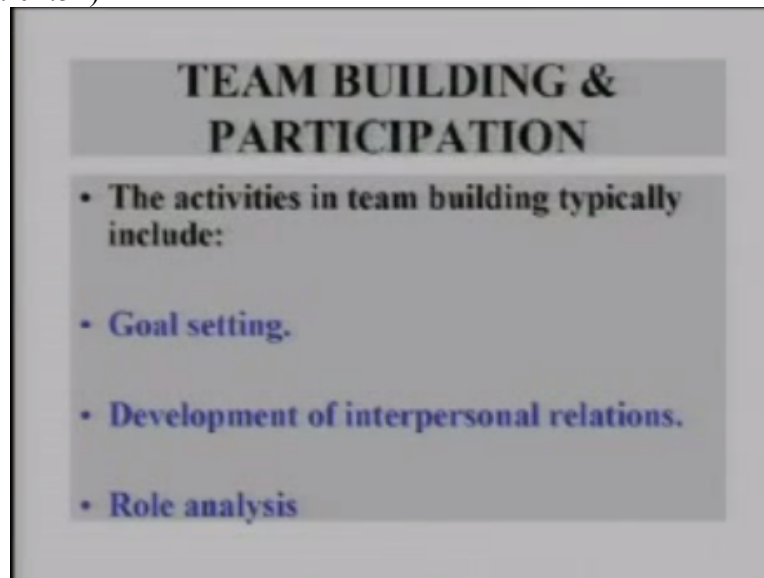 TEAM BUILDING &
PARTICIPATION
• The activities in team building typically
include:
• Goal setting.
• Development of interpersonal relations.
• Role analysis